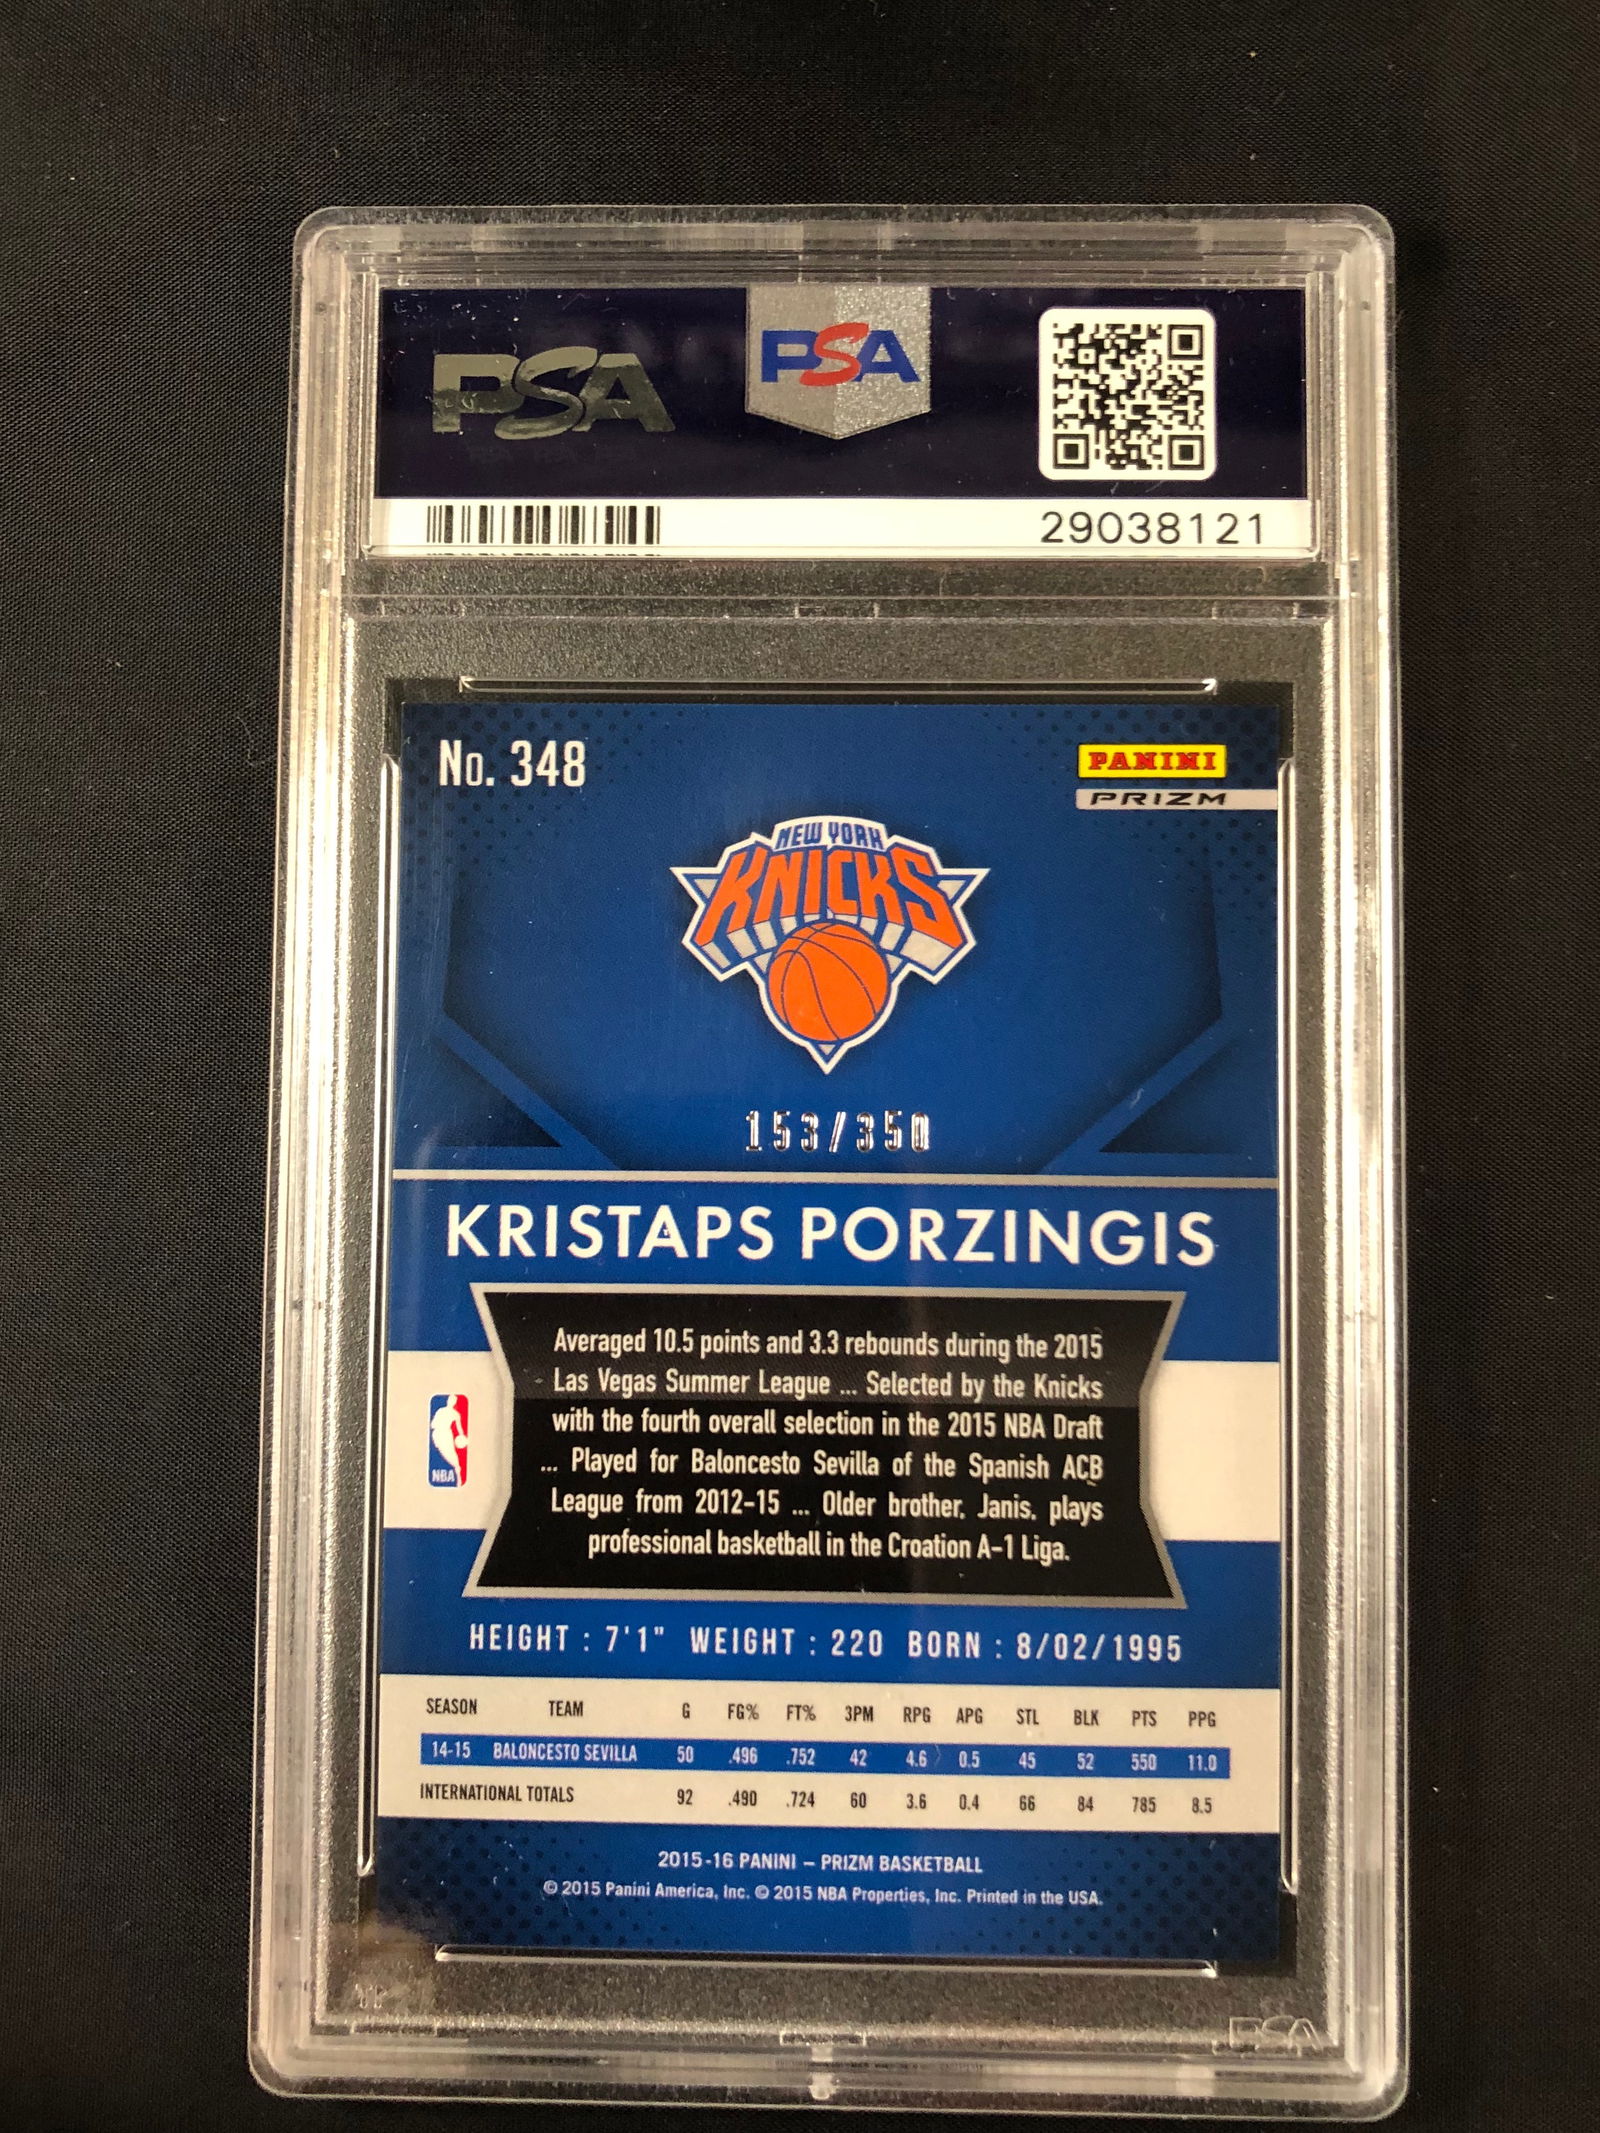 PSA
PSA
29038121
No. 348
PANINI
PRIZM
NEW YORK
KNICKS
153/350
KRISTAPS PORZINGIS
Averaged 10.5 points and 3.3 rebounds during the 2015
Las Vegas Summer League ... Selected by the Knicks
with the fourth overall selection in the 2015 NBA Draft
... Played for Baloncesto Sevilla of the Spanish ACB
League from 2012-15 ... Older brother, Janis, plays
professional basketball in the Croation A-1 Liga.
NBA
HEIGHT : 7'1" WEIGHT : 220 BORN : 8/02/1995
SEASON TEAM G FG% FT% 3PM RPG APG STL BLK PTS PPG
14-15 BALONCESTO SEVILLA 50 .496 .752 42 4.6 0.5 45 52 550 11.0
INTERNATIONAL TOTALS 92 .490 .724 60 3.6 0.4 66 84 785 8.5
2015-16 PANINI – PRIZM BASKETBALL
© 2015 Panini America, Inc. © 2015 NBA Properties, Inc. Printed in the USA.
PSA